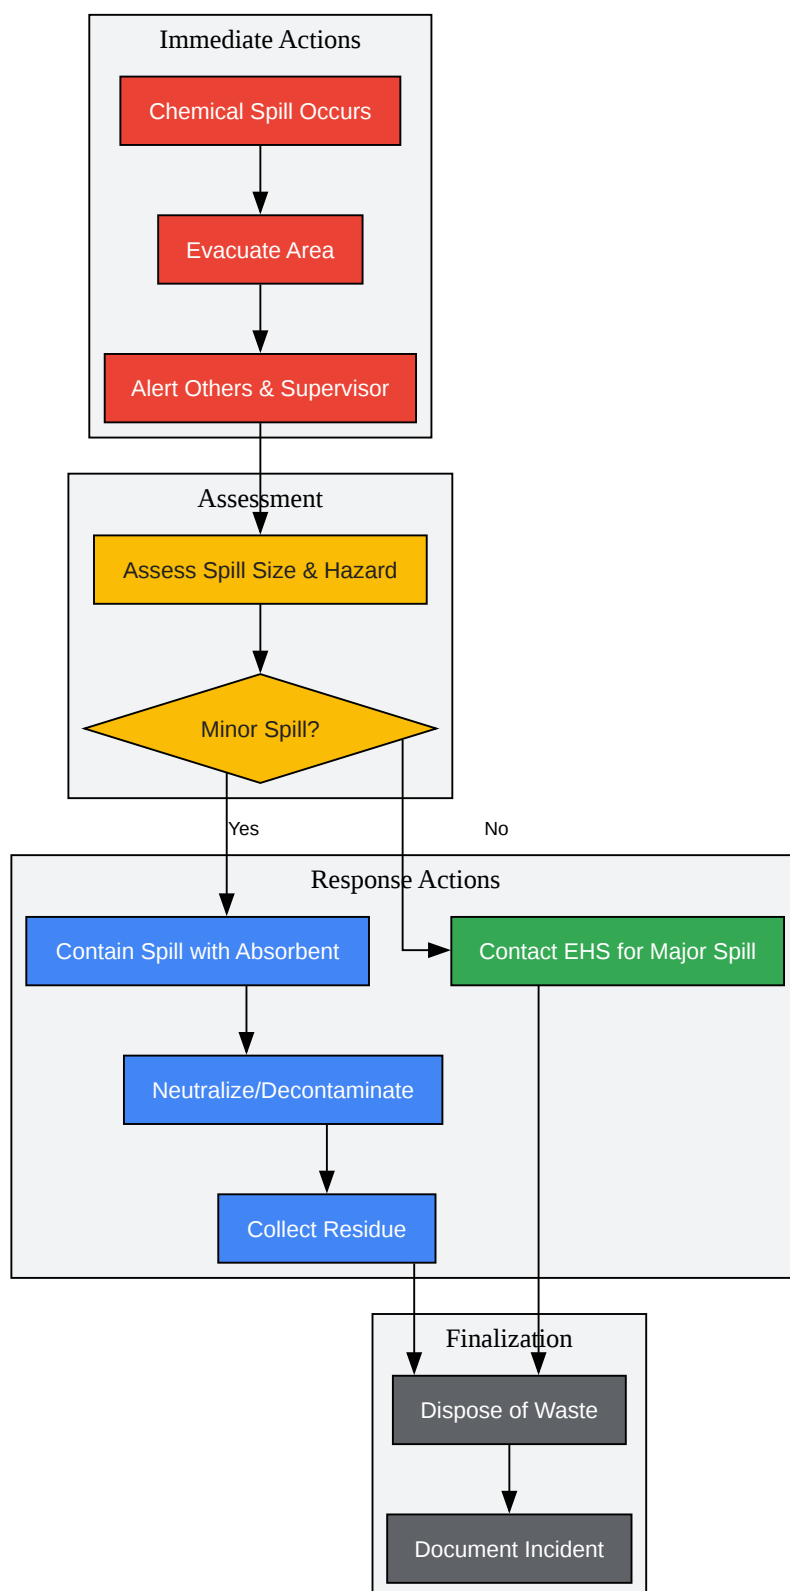 Immediate Actions
Chemical Spill Occurs
Evacuate Area
Alert Others & Supervisor
Assessment
Assess Spill Size & Hazard
Minor Spill?
Yes
No
Response Actions
Contain Spill with Absorbent
Contact EHS for Major Spill
Neutralize/Decontaminate
Collect Residue
Finalization
Dispose of Waste
Document Incident